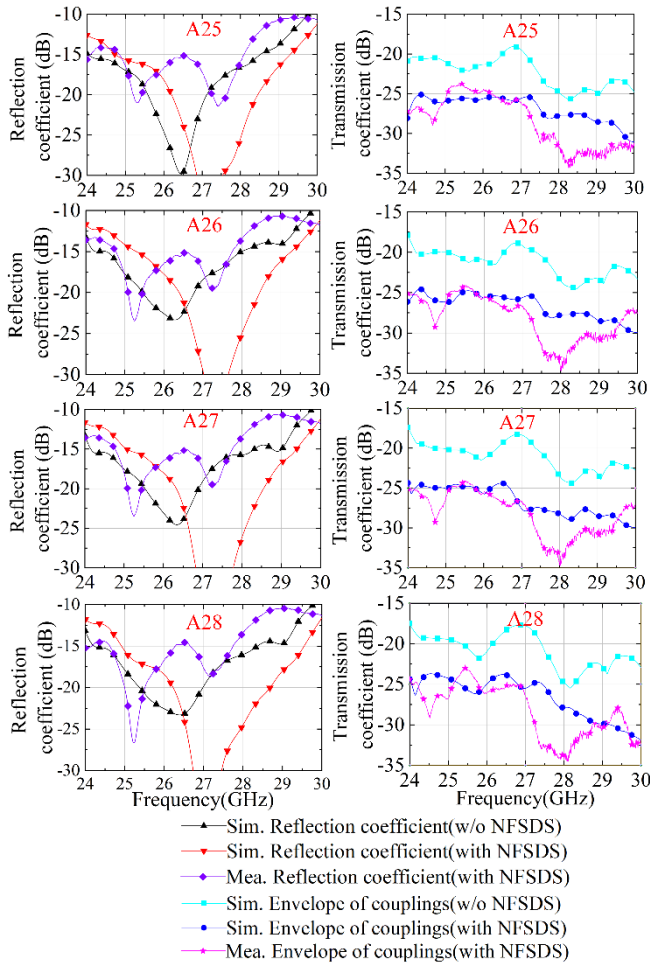 Reflection
coefficient (dB)
-10
-15
-20
-25
-30
A25
24 25 26 27 28 29 30
Transmission
coefficient (dB)
-15
-20
-25
-30
-35
A25
24 25 26 27 28 29 30
Reflection
coefficient (dB)
-10
-15
-20
-25
-30
A26
24 25 26 27 28 29 30
Transmission
coefficient (dB)
-15
-20
-25
-30
-35
A26
24 25 26 27 28 29 30
Reflection
coefficient (dB)
-10
-15
-20
-25
-30
A27
24 25 26 27 28 29 30
Transmission
coefficient (dB)
-15
-20
-25
-30
-35
A27
24 25 26 27 28 29 30
Reflection
coefficient (dB)
-10
-15
-20
-25
-30
A28
24 25 26 27 28 29 30
Frequency(GHz)
Transmission
coefficient (dB)
-15
-20
-25
-30
-35
A28
24 25 26 27 28 29 30
Frequency(GHz)
Sim. Reflection coefficient(w/o NFSDS)
Sim. Reflection coefficient(with NFSDS)
Mea. Reflection coefficient(with NFSDS)
Sim. Envelope of couplings(w/o NFSDS)
Sim. Envelope of couplings(with NFSDS)
Mea. Envelope of couplings(with NFSDS)